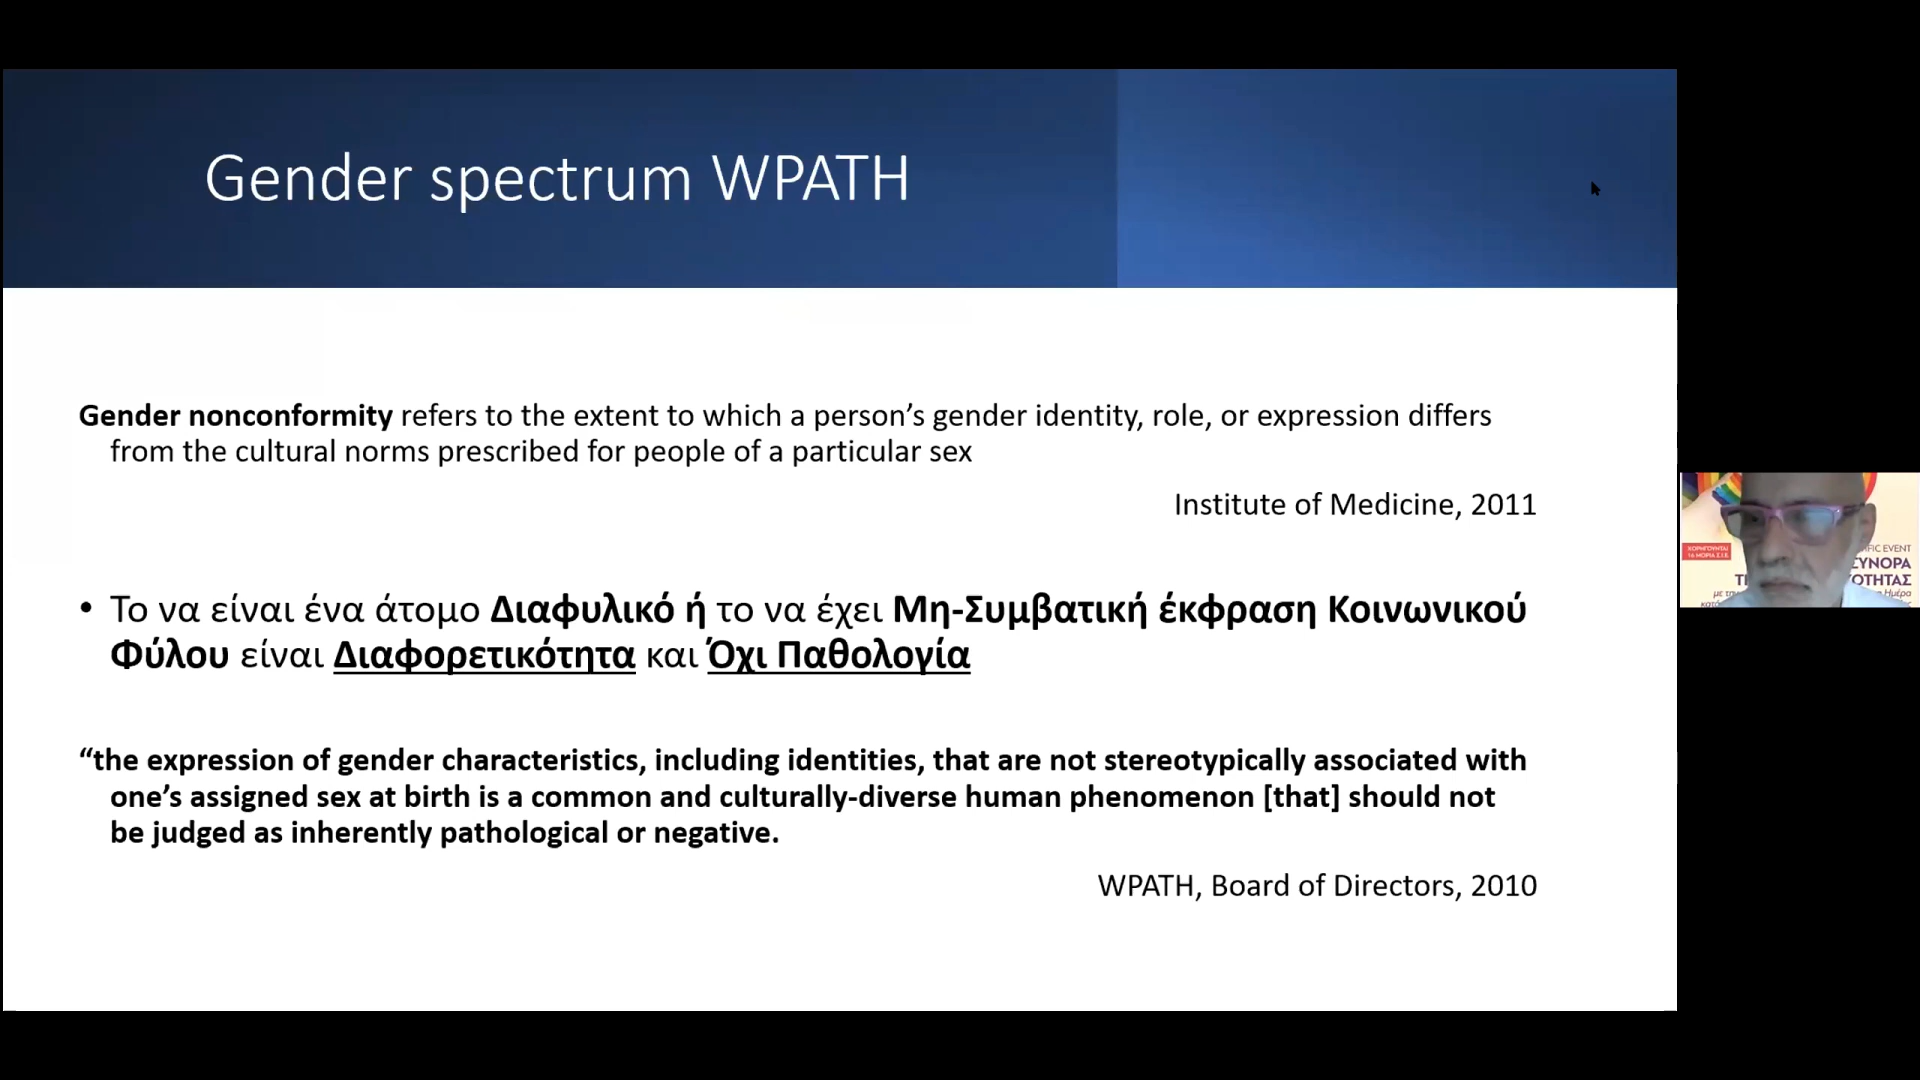 Gender spectrum WPATH
Gender nonconformity refers to the extent to which a person’s gender identity, role, or expression differs
from the cultural norms prescribed for people of a particular sex
Institute of Medicine, 2011
• Το να είναι ένα άτομο Διαφυλικό ή το να έχει Μη-Συμβατική έκφραση Κοινωνικού
Φύλου είναι Διαφορετικότητα και Όχι Παθολογία
“the expression of gender characteristics, including identities, that are not stereotypically associated with
one’s assigned sex at birth is a common and culturally-diverse human phenomenon [that] should not
be judged as inherently pathological or negative.
WPATH, Board of Directors, 2010
ΧΟΡΗΓΟΥΝΤΑΙ
EVENT
ΣΥΝΟΡΑ